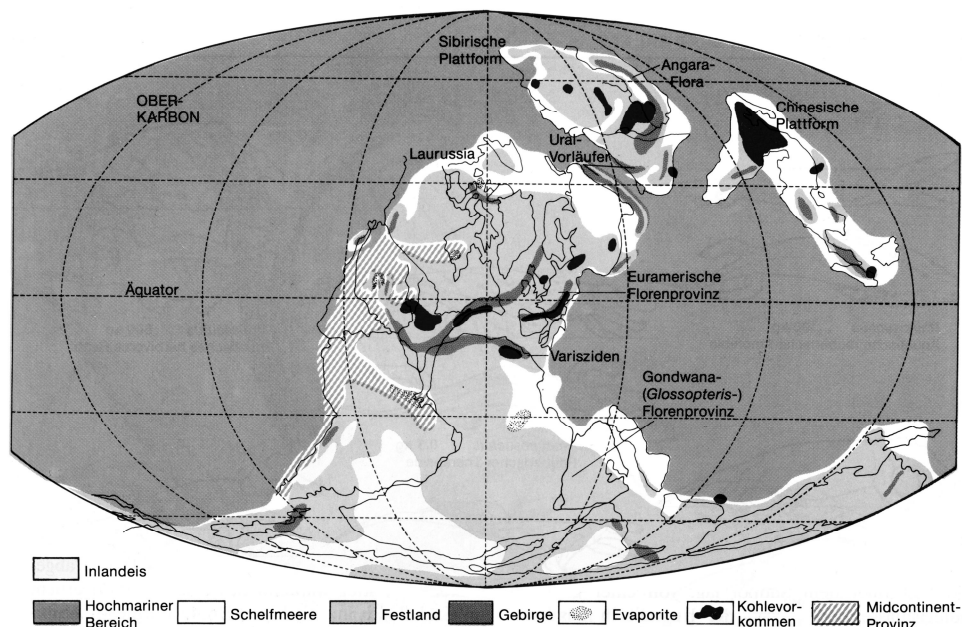 Sibirische
Plattform
Angara-
Flora
OBER-
KARBON
Chinesische
Plattform
Laurussia
Ural-
Vorläufer
Äquator
Euramerische
Florenprovinz
Varisziden
Gondwana-
(Glossopteris-)
Florenprovinz
Inlandeis
Hochmariner
Bereich
Schelfmeere
Festland
Gebirge
Evaporite
Kohlevor-
kommen
Midcontinent-
Provinz